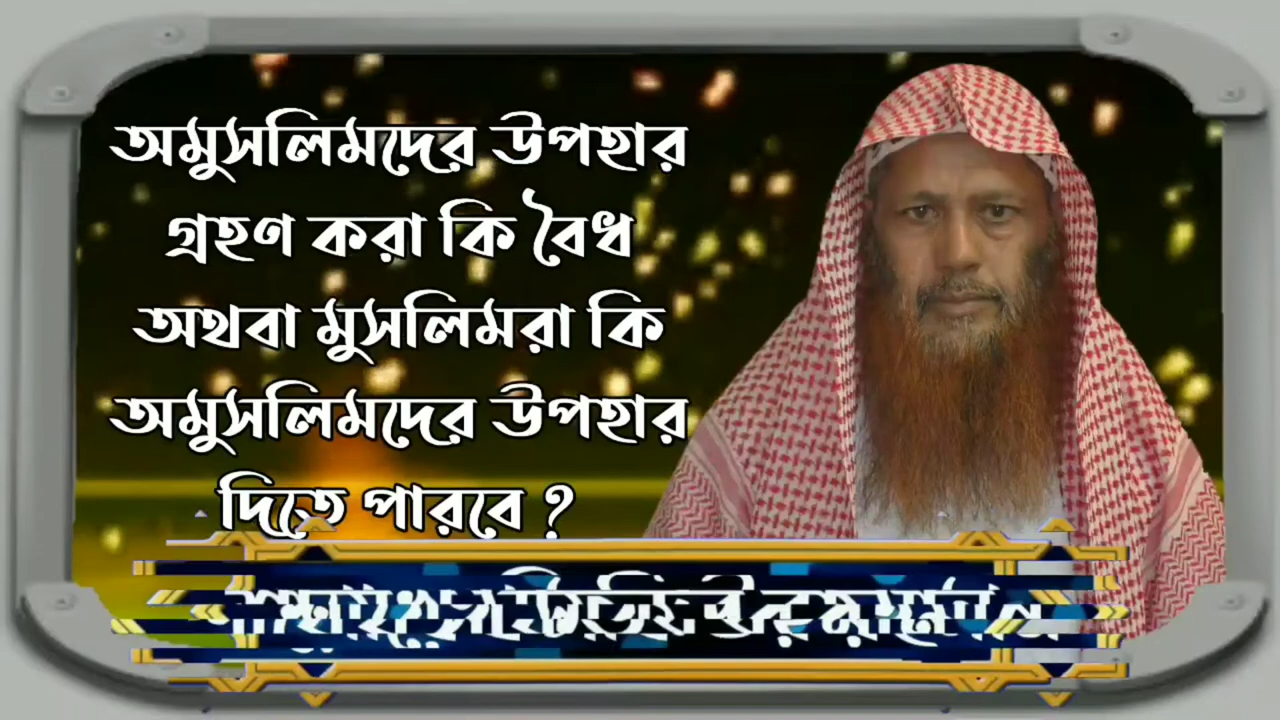 অমুসলিমদের উপহার
গ্রহণ করা কি বৈধ
অথবা মুসলিমরা কি
অমুসলিমদের উপহার
দিতে পারবে ?